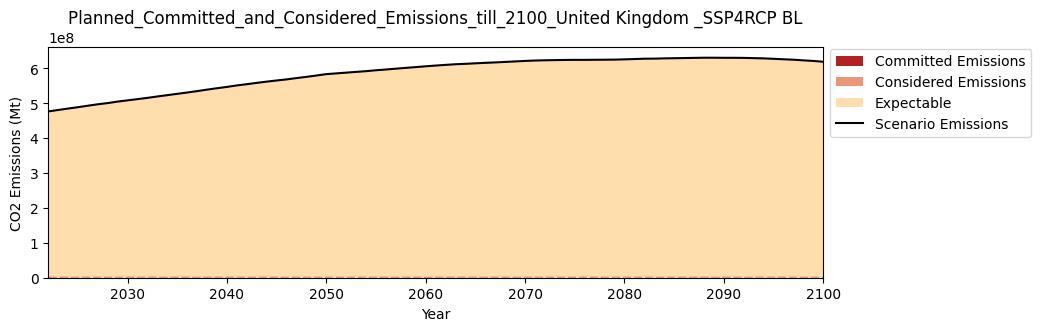 Planned_Committed_and_Considered_Emissions_till_2100_United Kingdom _SSP4RCP BL
1e8
6
5
4
3
2
1
0
CO2 Emissions (Mt)
2030 2040 2050 2060 2070 2080 2090 2100
Year
Committed Emissions
Considered Emissions
Expectable
Scenario Emissions